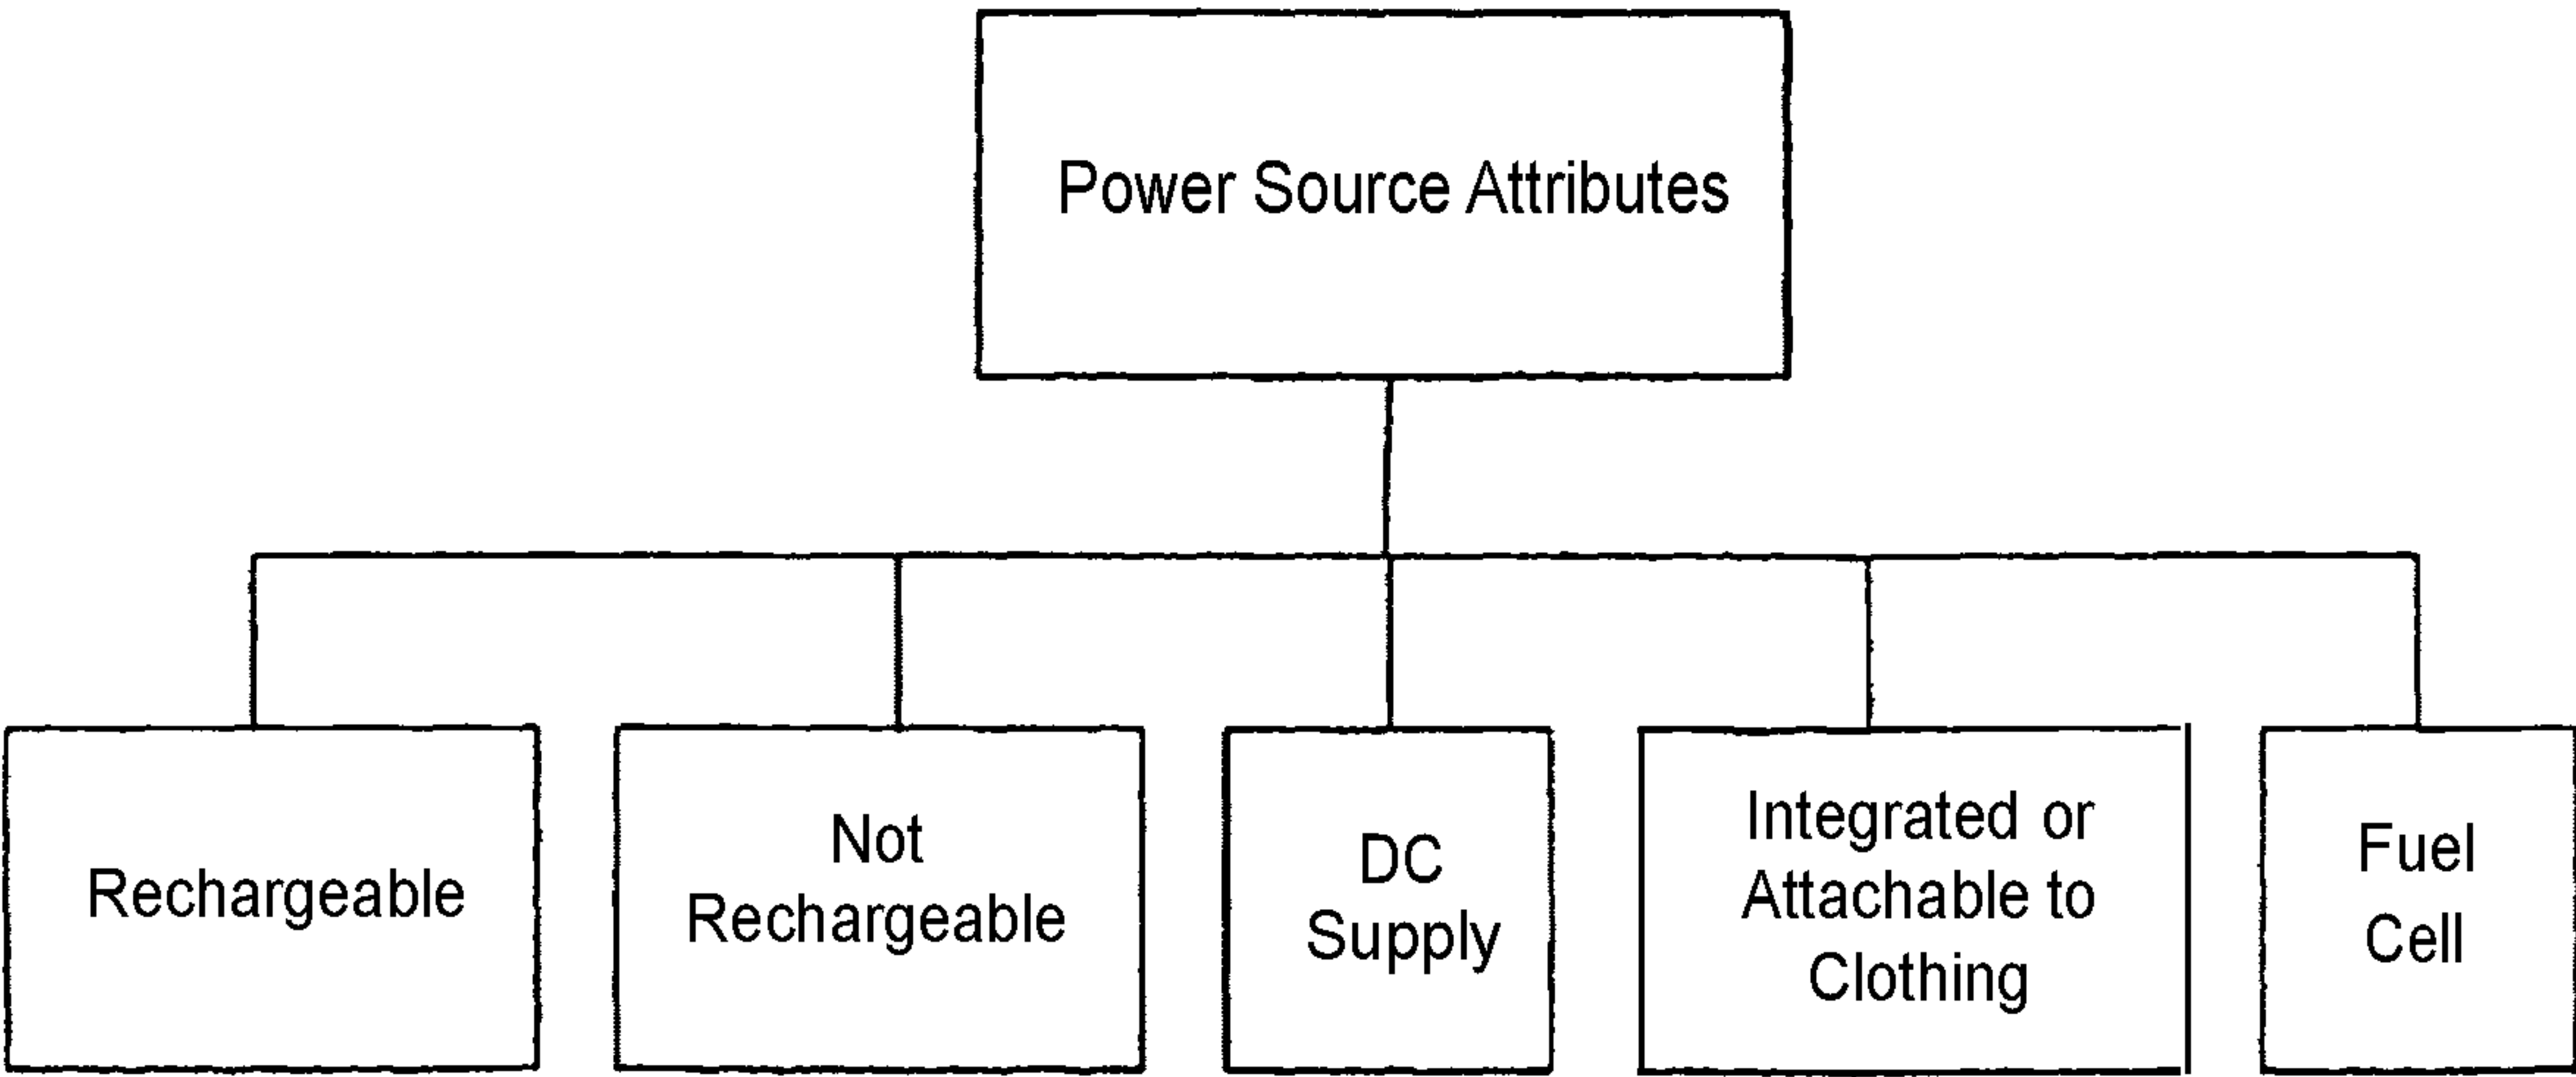 Power Source Attributes
Rechargeable
Not
Rechargeable
DC
Supply
Integrated or
Attachable to
Clothing
Fuel
Cell